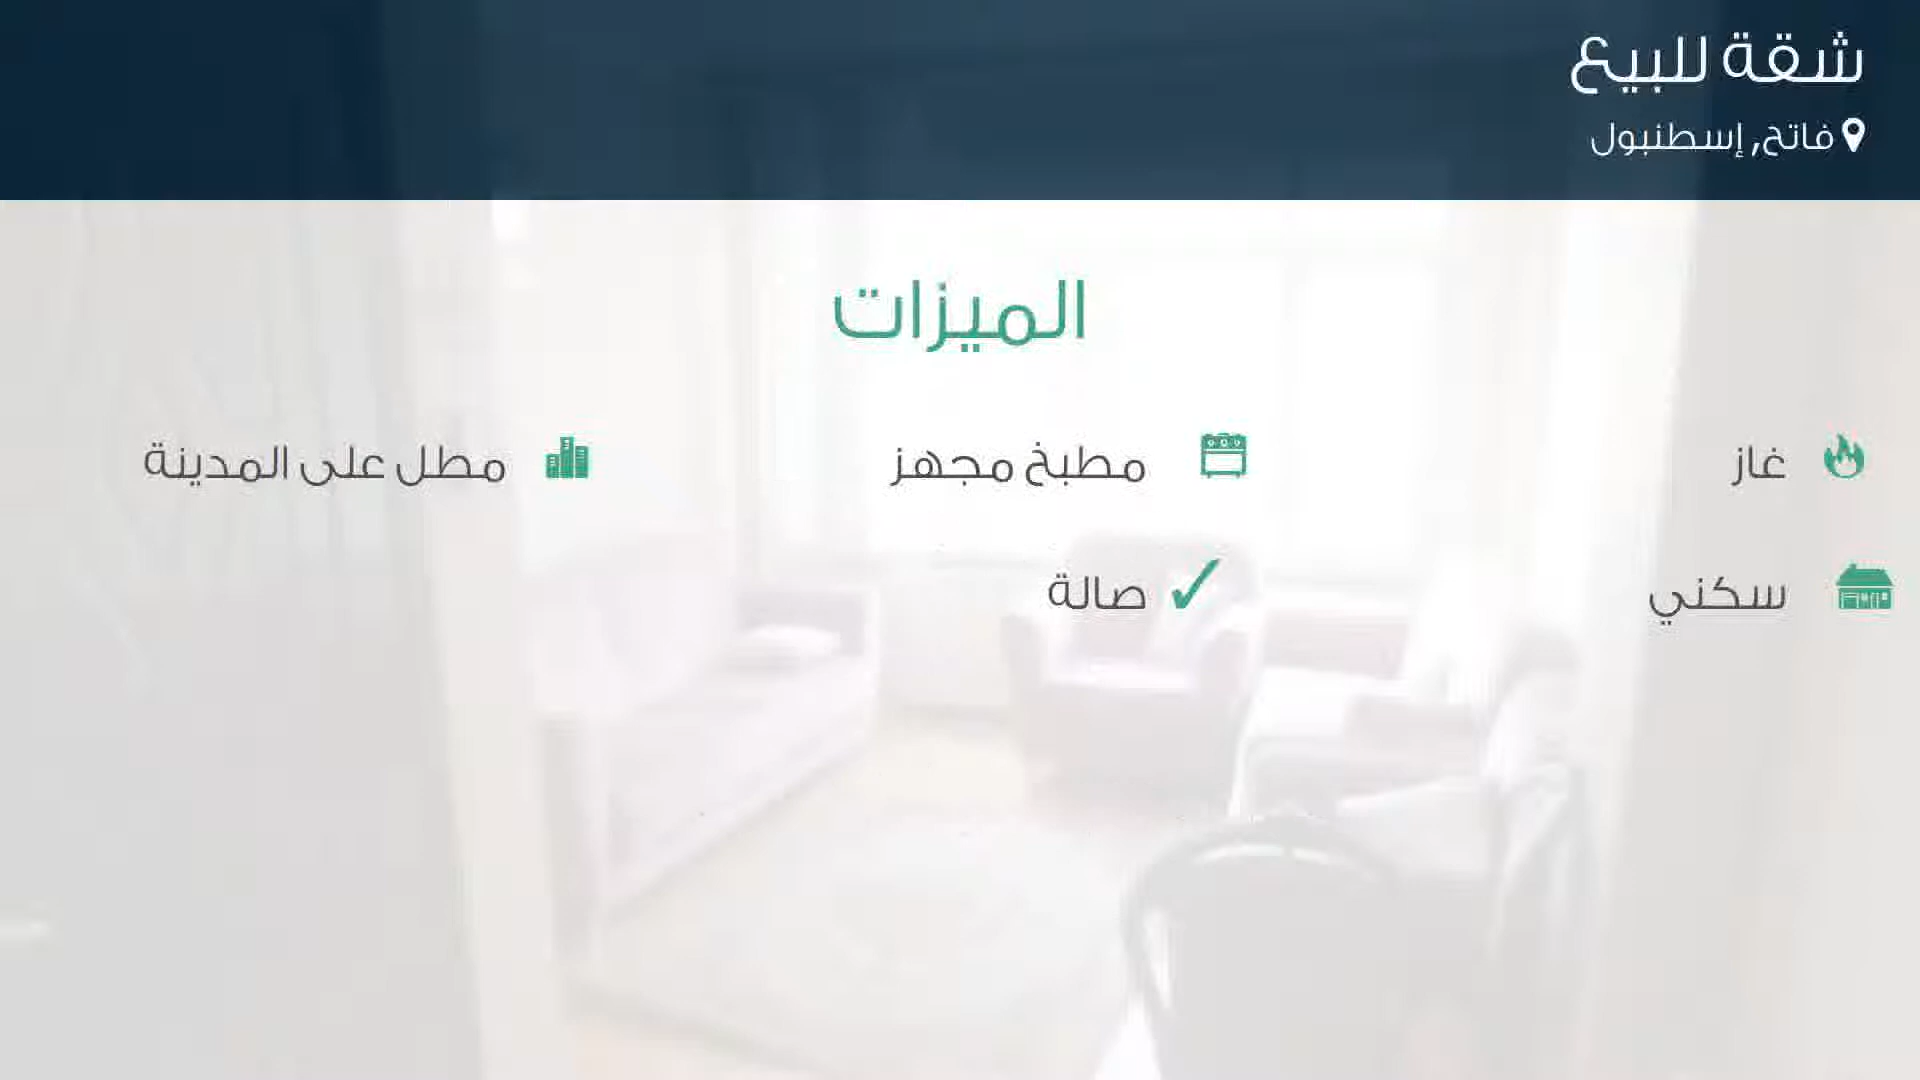 شقة للبيع
فاتح, إسطنبول
الميزات
غاز
مطبخ مجهز
مطل على المدينة
سكني
صالة